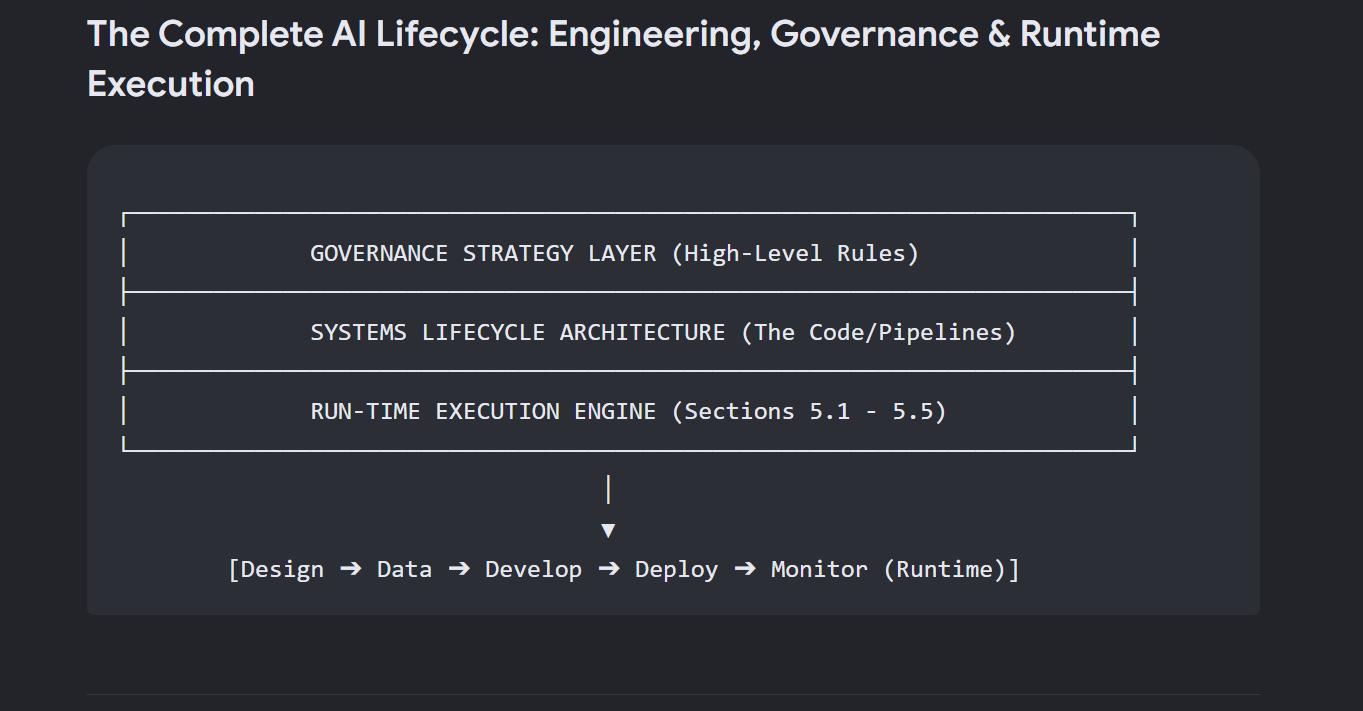 The Complete AI Lifecycle: Engineering, Governance & Runtime
Execution
GOVERNANCE STRATEGY LAYER (High-Level Rules)
SYSTEMS LIFECYCLE ARCHITECTURE (The Code/Pipelines)
RUN-TIME EXECUTION ENGINE (Sections 5.1 - 5.5)
[Design ➔ Data ➔ Develop ➔ Deploy ➔ Monitor (Runtime)]